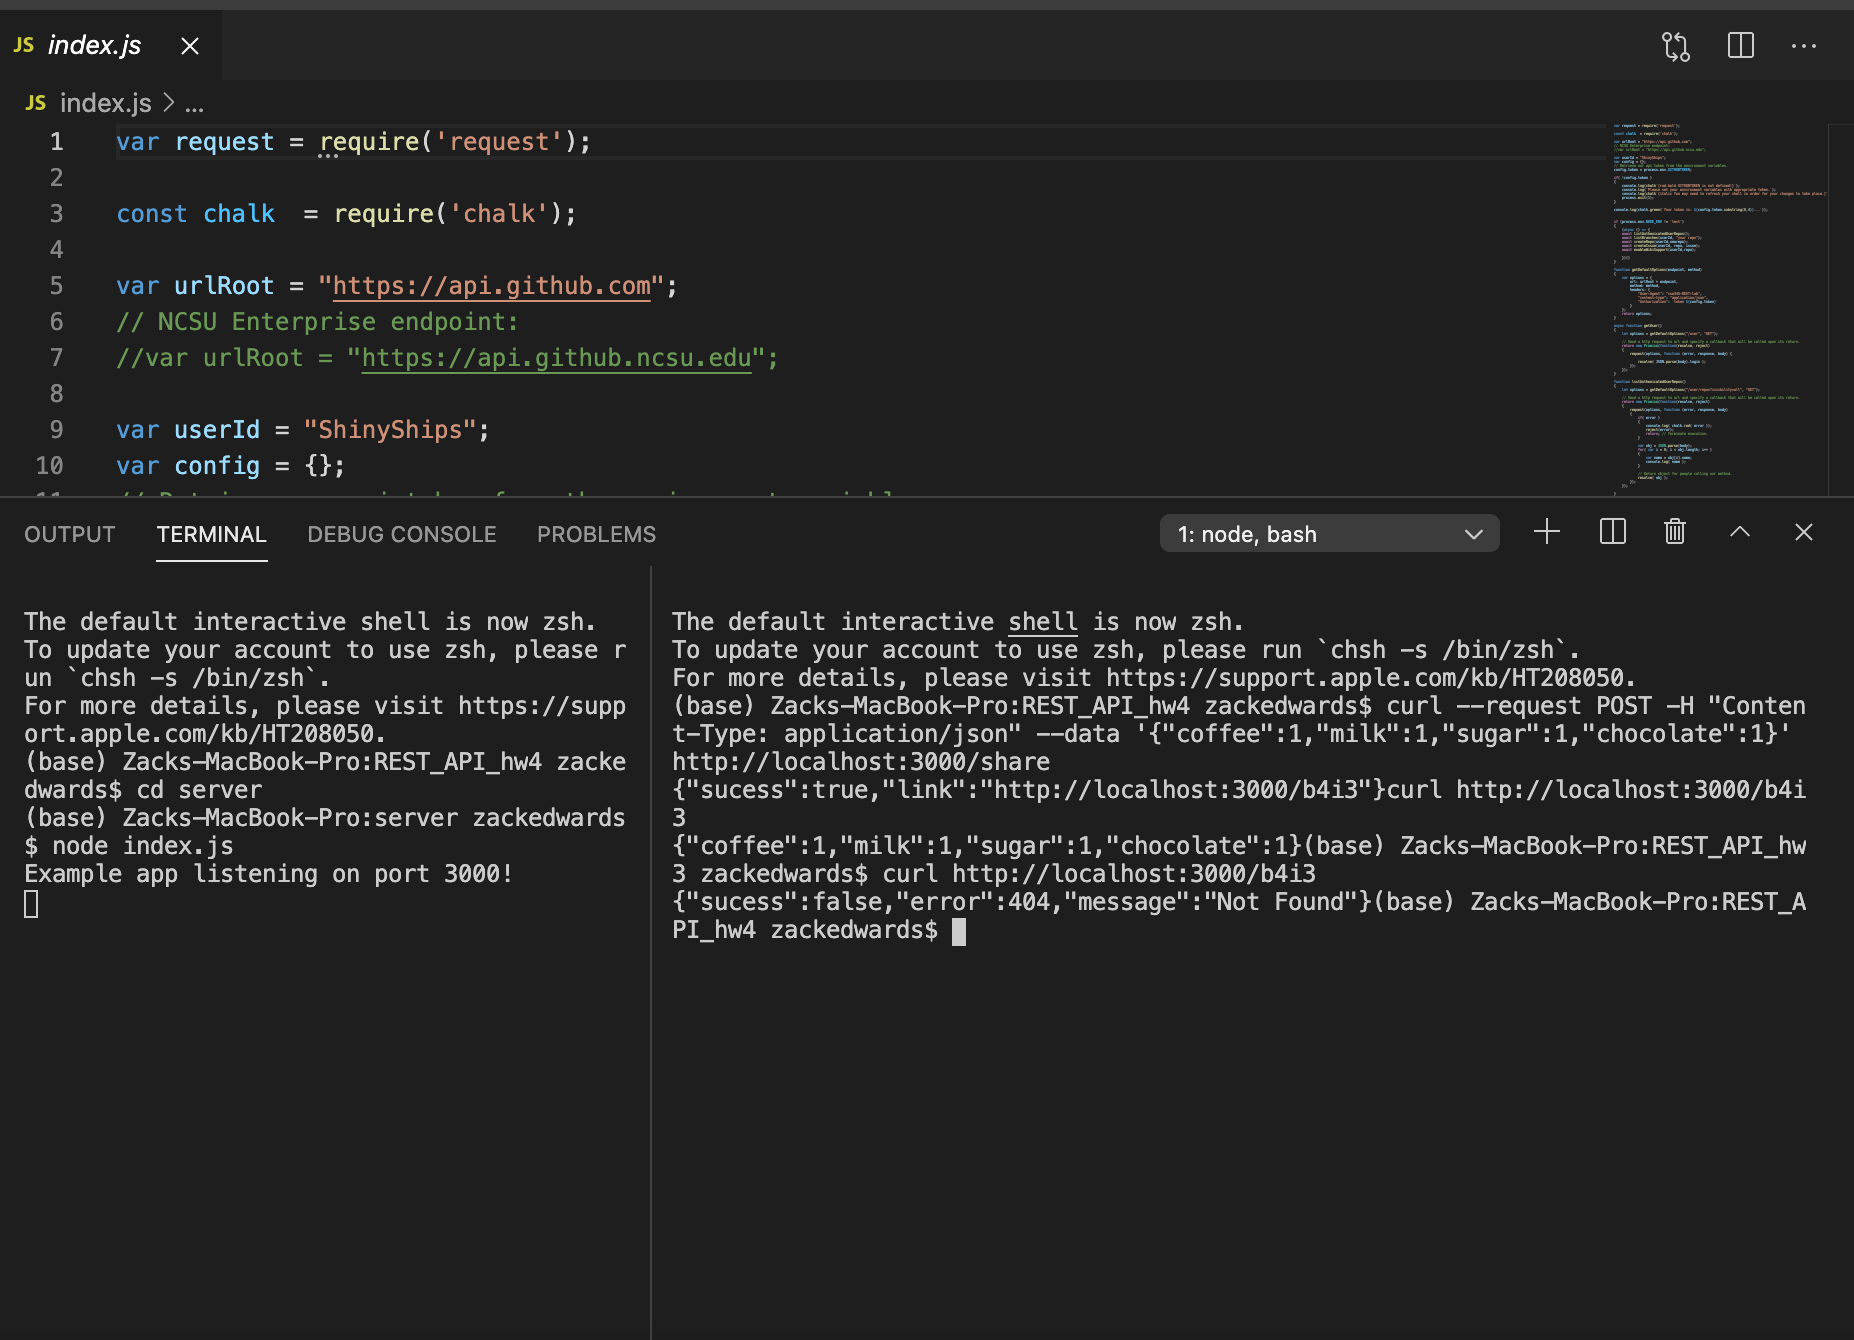 JS index.js
JS index.js > ...
1 var request = require('request');
2
3 const chalk  = require('chalk');
4
5 var urlRoot = "https://api.github.com";
6 // NCSU Enterprise endpoint:
7 //var urlRoot = "https://api.github.ncsu.edu";
8
9 var userId = "ShinyShips";
10 var config = {};
OUTPUT TERMINAL DEBUG CONSOLE PROBLEMS
1: node, bash
The default interactive shell is now zsh.
To update your account to use zsh, please r
un `chsh -s /bin/zsh`.
For more details, please visit https://supp
ort.apple.com/kb/HT208050.
(base) Zacks-MacBook-Pro:REST_API_hw4 zacke
dwards$ cd server
(base) Zacks-MacBook-Pro:server zackedwards
$ node index.js
Example app listening on port 3000!
The default interactive shell is now zsh.
To update your account to use zsh, please run `chsh -s /bin/zsh`.
For more details, please visit https://support.apple.com/kb/HT208050.
(base) Zacks-MacBook-Pro:REST_API_hw4 zackedwards$ curl --request POST -H "Conten
t-Type: application/json" --data '{"coffee":1,"milk":1,"sugar":1,"chocolate":1}'
http://localhost:3000/share
{"sucess":true,"link":"http://localhost:3000/b4i3"}curl http://localhost:3000/b4i
3
{"coffee":1,"milk":1,"sugar":1,"chocolate":1}(base) Zacks-MacBook-Pro:REST_API_hw
3 zackedwards$ curl http://localhost:3000/b4i3
{"sucess":false,"error":404,"message":"Not Found"}(base) Zacks-MacBook-Pro:REST_A
PI_hw4 zackedwards$